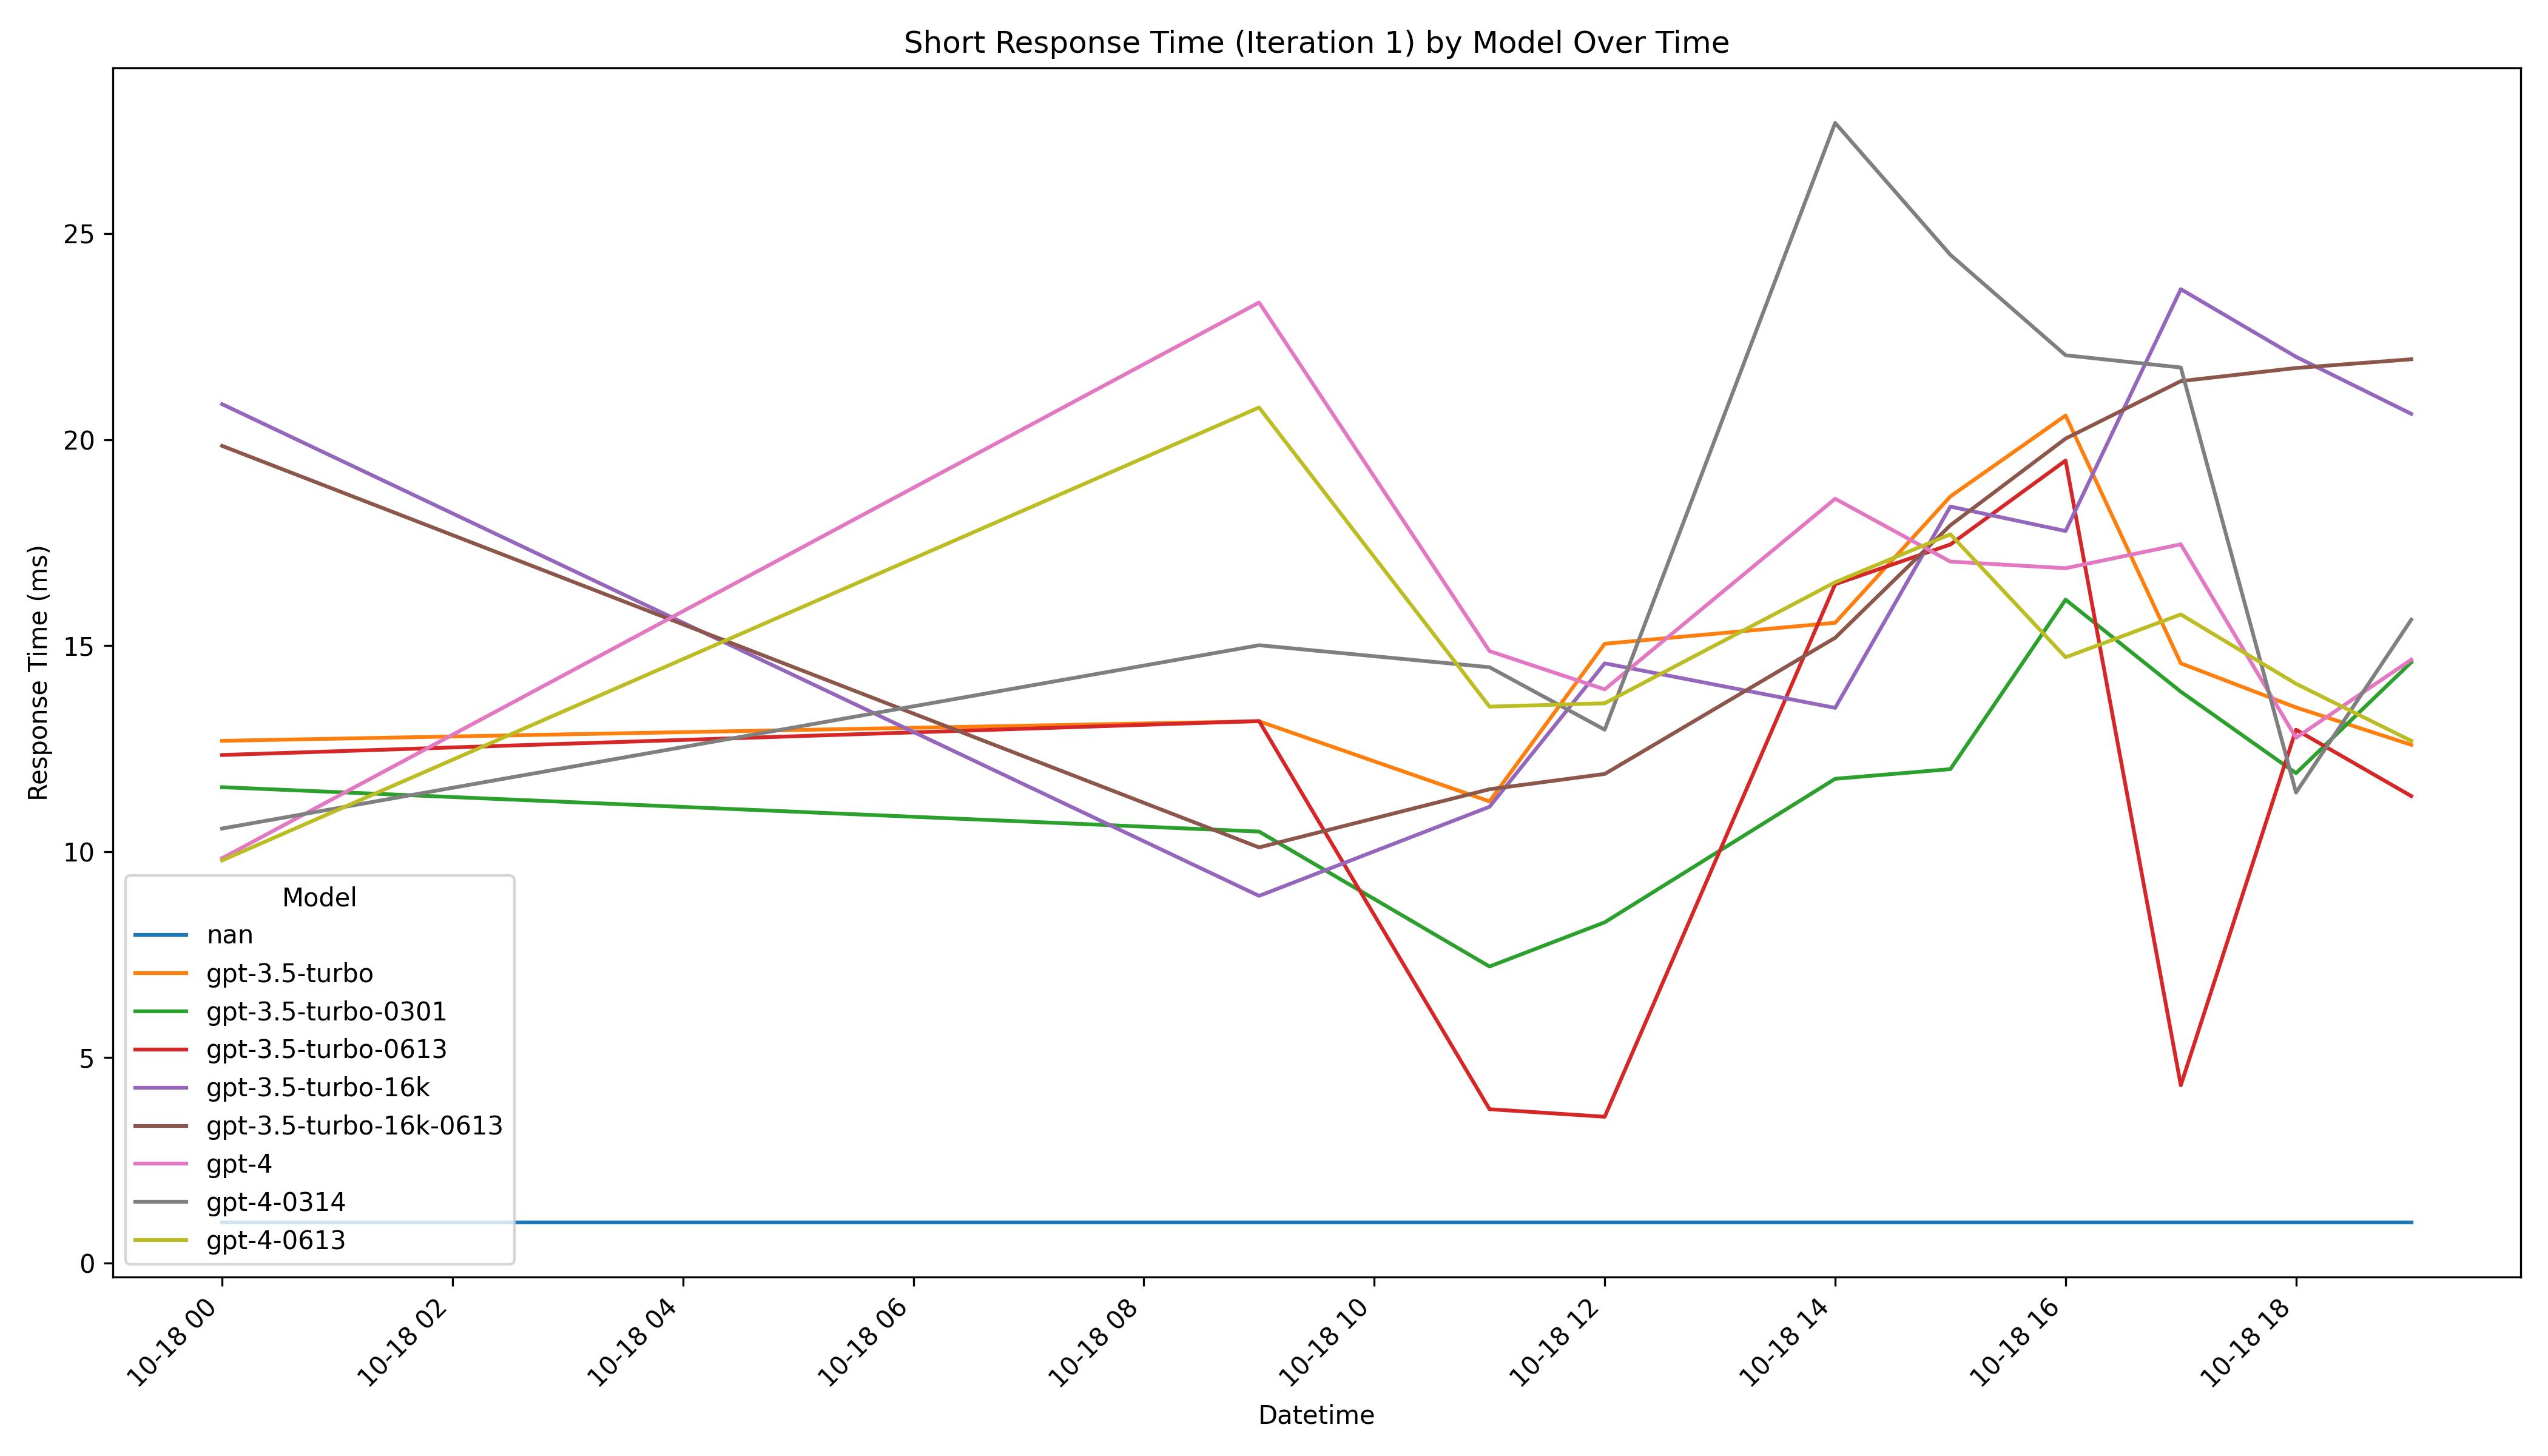 Short Response Time (Iteration 1) by Model Over Time
Response Time (ms)
25
20
15
10
5
0
Model
nan
gpt-3.5-turbo
gpt-3.5-turbo-0301
gpt-3.5-turbo-0613
gpt-3.5-turbo-16k
gpt-3.5-turbo-16k-0613
gpt-4
gpt-4-0314
gpt-4-0613
10-18 00
10-18 02
10-18 04
10-18 06
10-18 08
10-18 10
10-18 12
10-18 14
10-18 16
10-18 18
Datetime